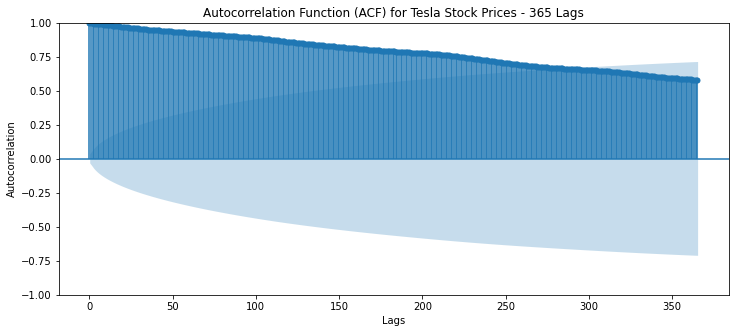 Autocorrelation Function (ACF) for Tesla Stock Prices - 365 Lags
1.00
0.75
0.50
0.25
0.00
−0.25
−0.50
−0.75
−1.00
Autocorrelation
0 50 100 150 200 250 300 350
Lags